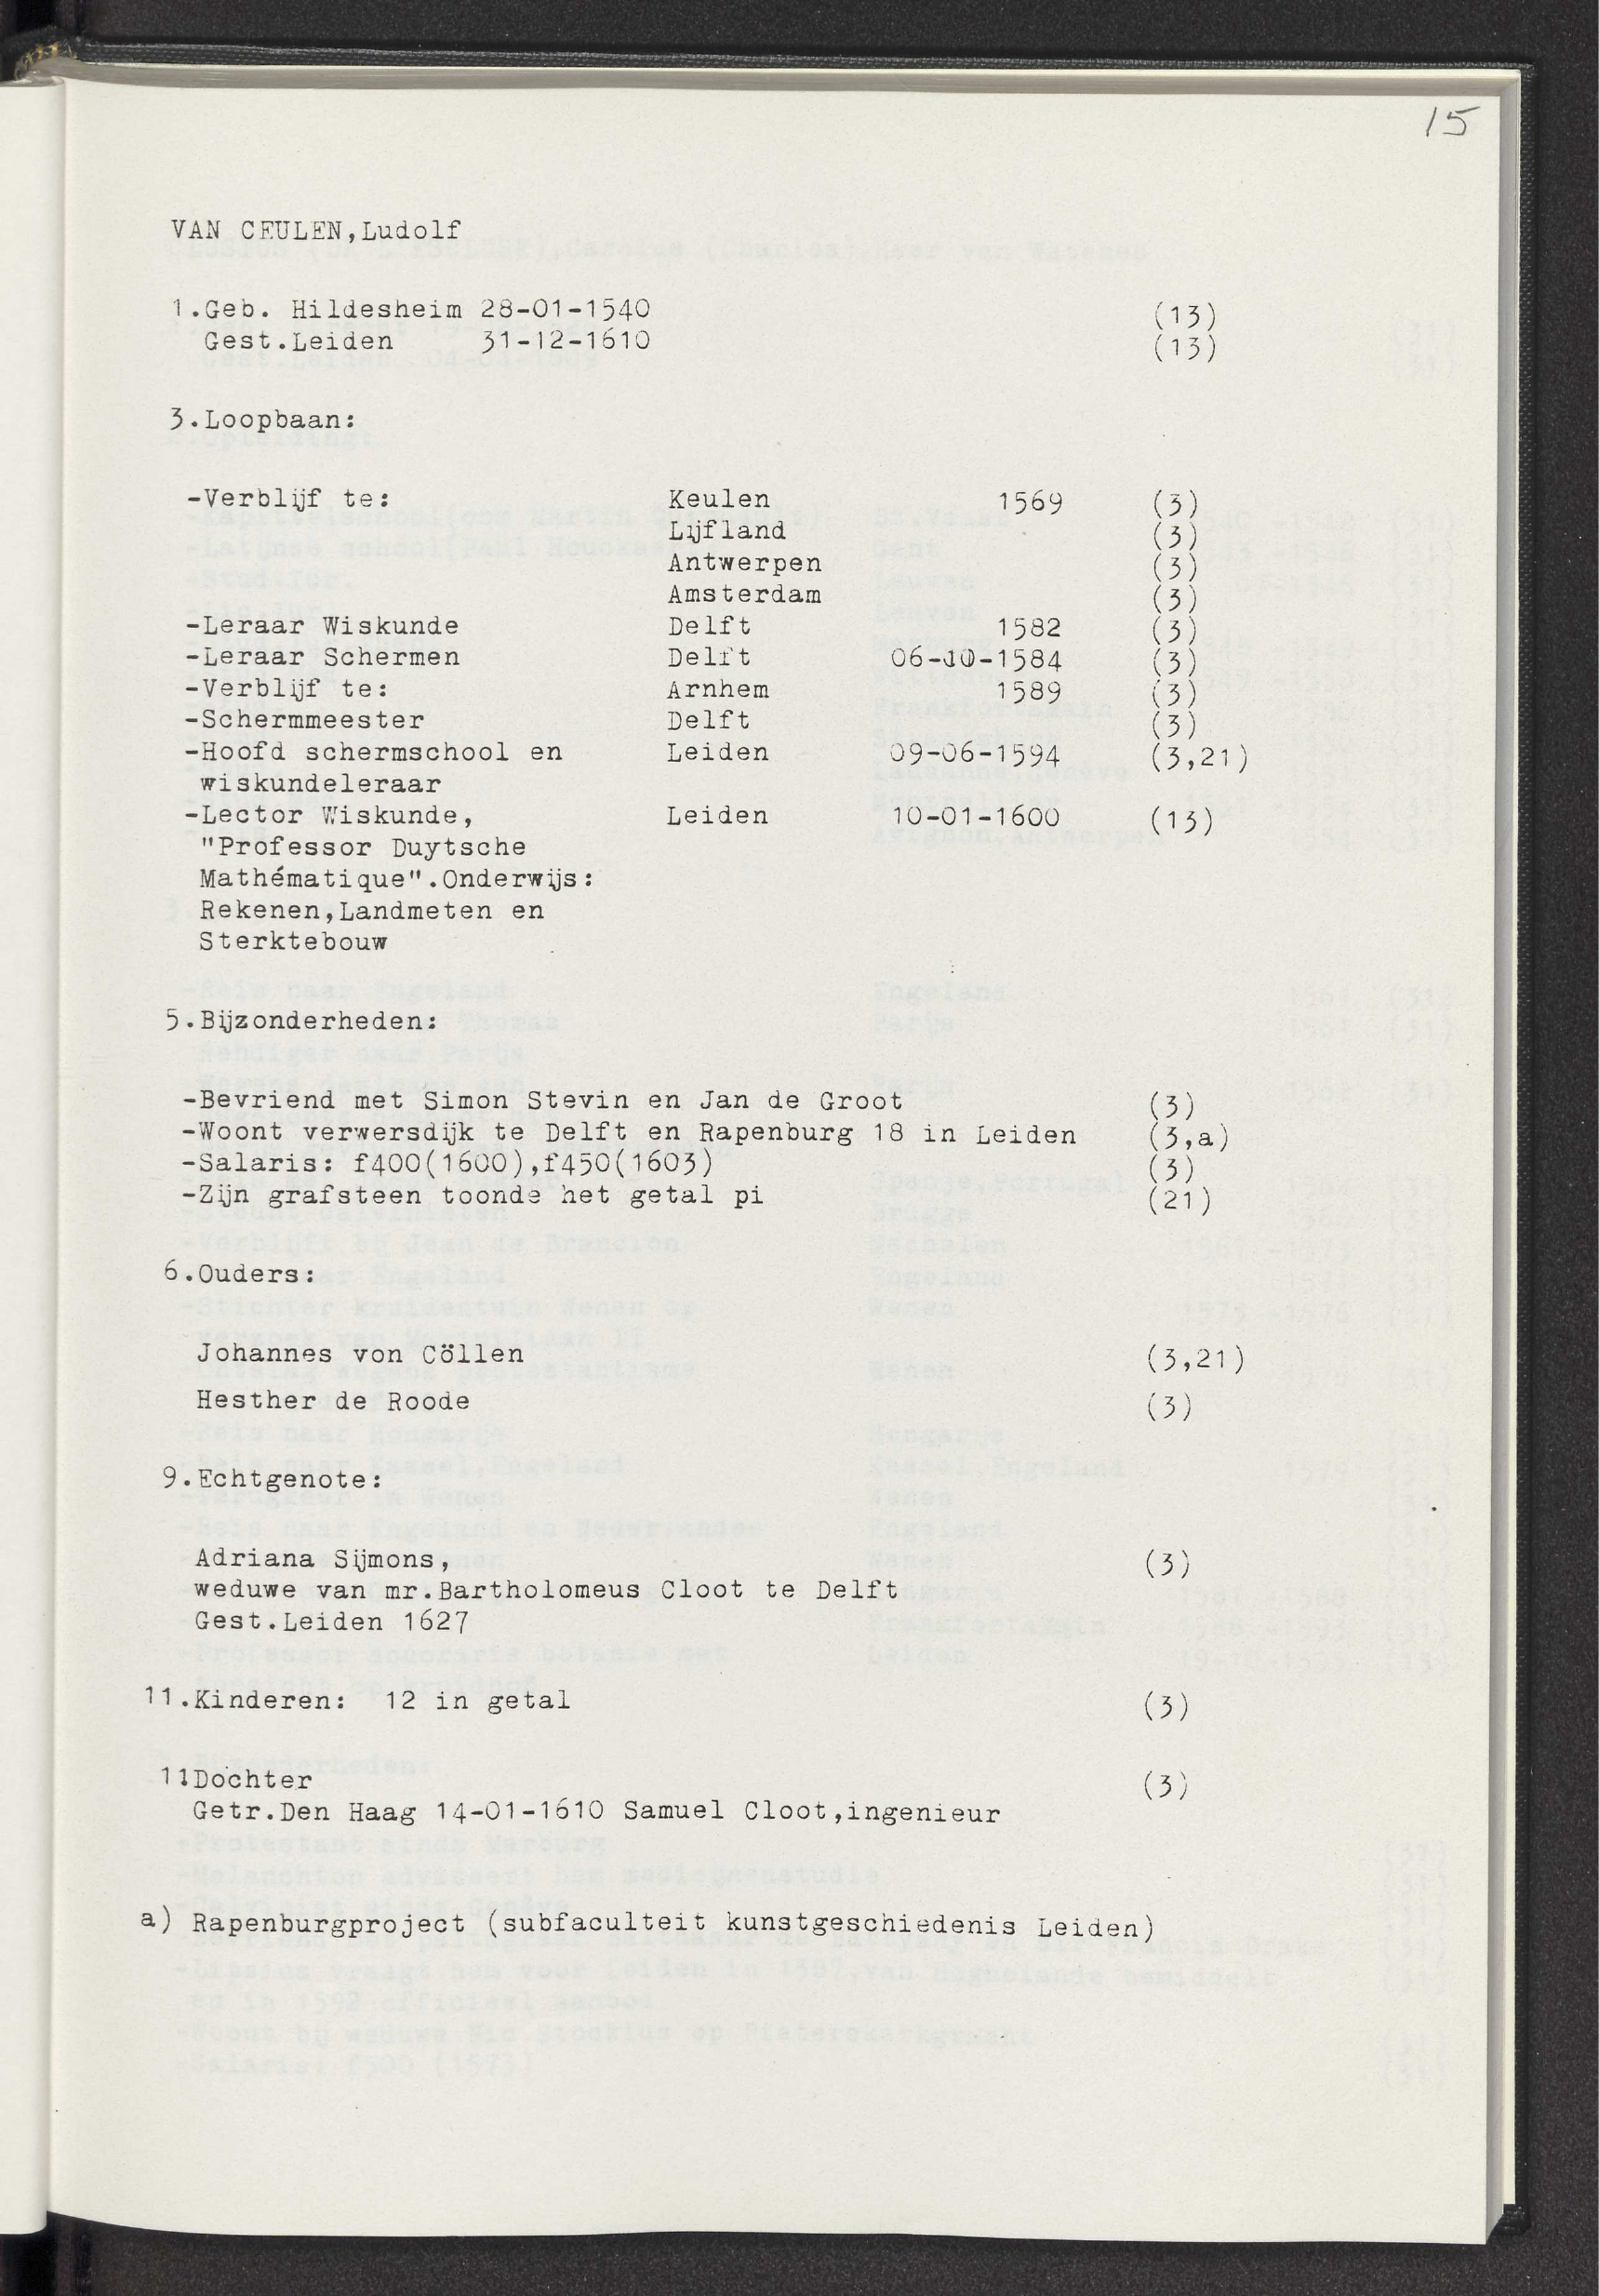 15
VAN CEULEN,Ludolf
1.Geb. Hildesheim 28-01-1540 (13)
Gest.Leiden 31-12-1610 (13)
3.Loopbaan:
-Verblijf te: Keulen 1569 (3)
Lijfland (3)
Antwerpen (3)
Amsterdam (3)
-Leraar Wiskunde Delft 1582 (3)
-Leraar Schermen Delft 06-10-1584 (3)
-Verblijf te: Arnhem 1589 (3)
-Schermmeester Delft (3)
-Hoofd schermschool en Leiden 09-06-1594 (3,21)
wiskundeleraar
-Lector Wiskunde, Leiden 10-01-1600 (13)
"Professor Duytsche
Mathématique".Onderwijs:
Rekenen,Landmeten en
Sterktebouw
5.Bijzonderheden:
-Bevriend met Simon Stevin en Jan de Groot (3)
-Woont verwersdijk te Delft en Rapenburg 18 in Leiden (3,a)
-Salaris: f400(1600),f450(1603) (3)
-Zijn grafsteen toonde het getal pi (21)
6.Ouders:
Johannes von Cöllen (3,21)
Hesther de Roode (3)
9.Echtgenote:
Adriana Sijmons, (3)
weduwe van mr.Bartholomeus Cloot te Delft
Gest.Leiden 1627
11.Kinderen: 12 in getal (3)
11Dochter (3)
Getr.Den Haag 14-01-1610 Samuel Cloot,ingenieur
a) Rapenburgproject (subfaculteit kunstgeschiedenis Leiden)